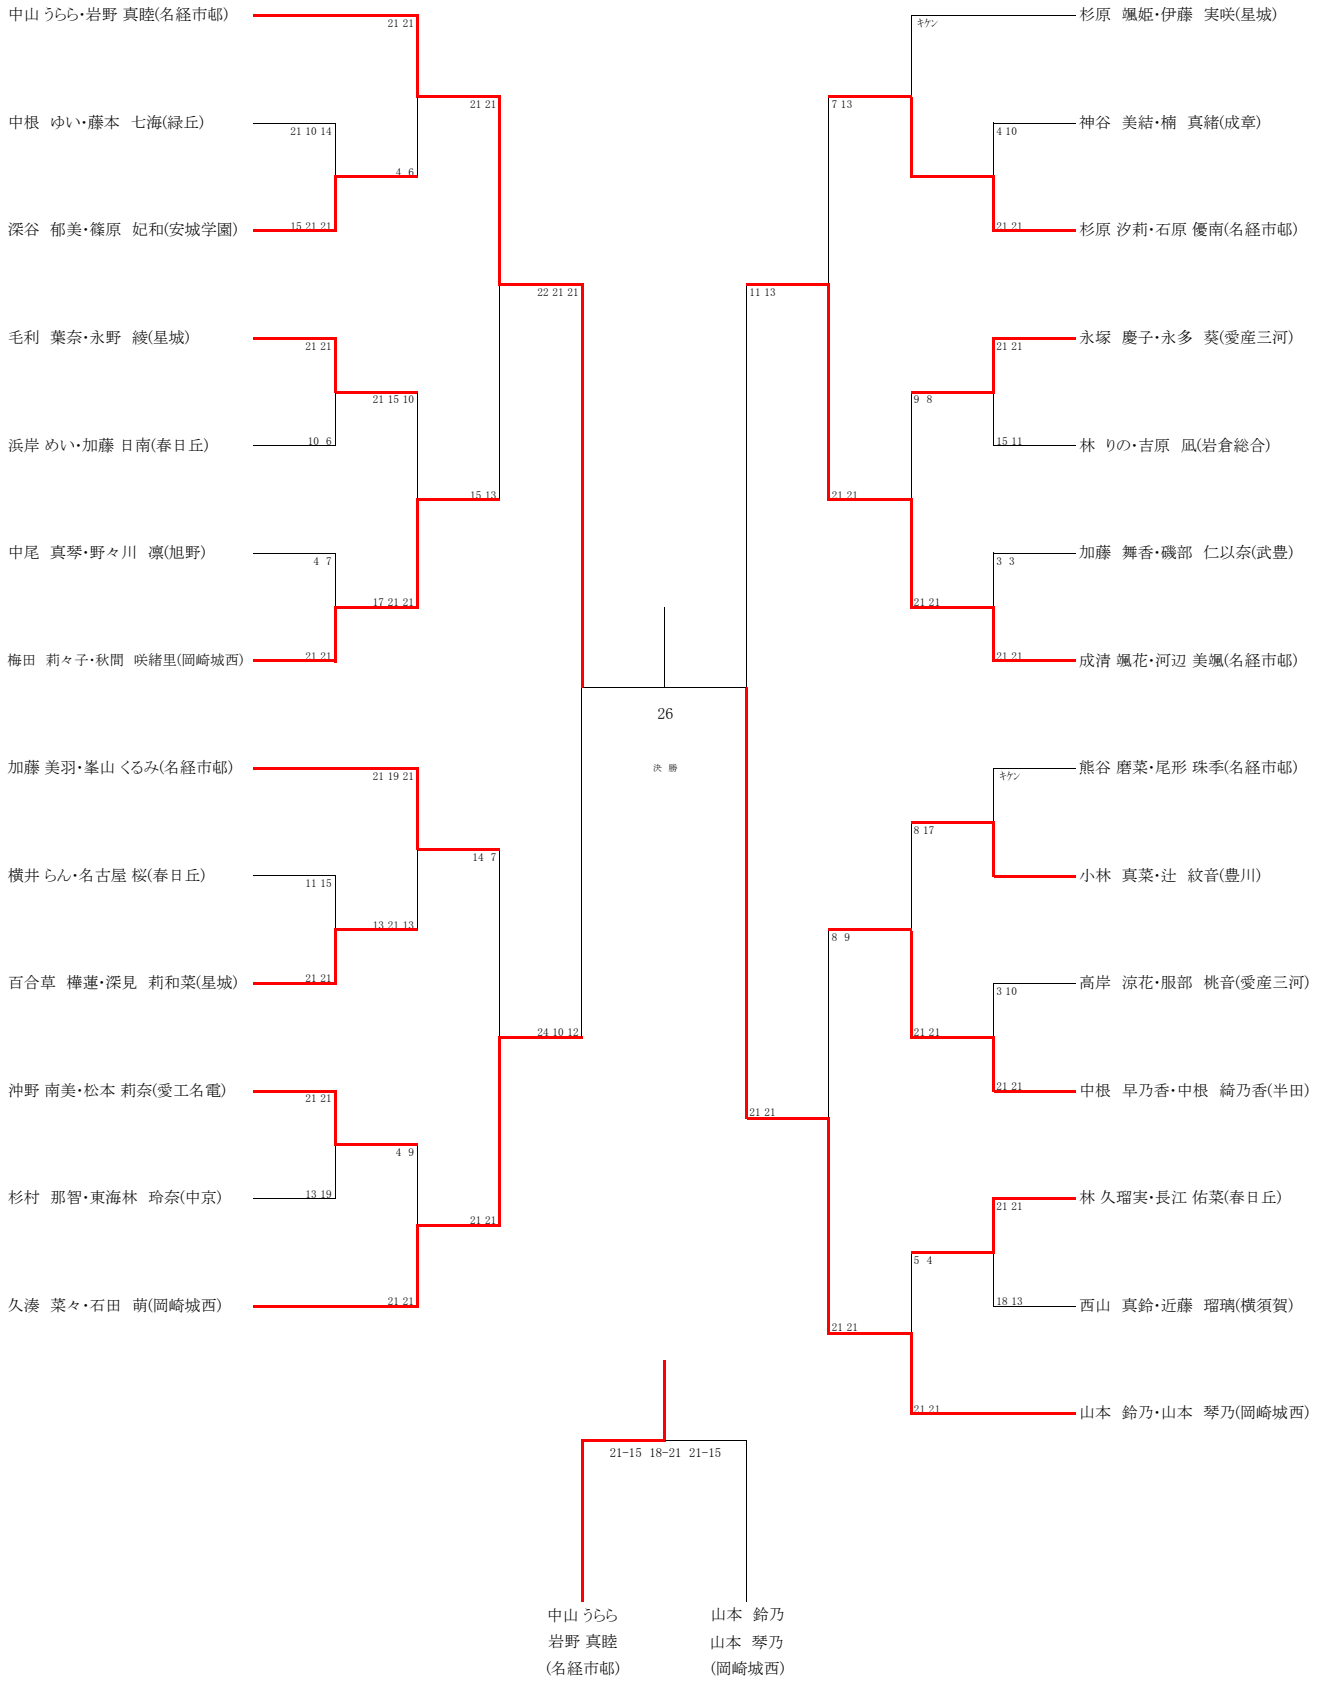 中山 うらら・岩野 真睦(名経市邨)
21 21
21 21
中根 ゆい・藤本 七海(緑丘)
21 10 14
4 6
深谷 郁美・篠原 妃和(安城学園)
15 21 21
22 21 21
毛利 葉奈・永野 綾(星城)
21 21
21 15 10
浜岸 めい・加藤 日南(春日丘)
10 6
15 13
中尾 真琴・野々川 凛(旭野)
4 7
17 21 21
梅田 莉々子・秋間 咲緒里(岡崎城西)
21 21
加藤 美羽・峯山 くるみ(名経市邨)
21 19 21
14 7
横井 らん・名古屋 桜(春日丘)
11 15
13 21 13
百合草 樺蓮・深見 莉和菜(星城)
21 21
24 10 12
沖野 南美・松本 莉奈(愛工名電)
21 21
4 9
杉村 那智・東海林 玲奈(中京)
13 19
21 21
久湊 菜々・石田 萌(岡崎城西)
21 21
26
決 勝
杉原 颯姫・伊藤 実咲(星城)
キケン
7 13
神谷 美結・楠 真緒(成章)
4 10
杉原 汐莉・石原 優南(名経市邨)
21 21
11 13
永塚 慶子・永多 葵(愛産三河)
21 21
9 8
林 りの・吉原 凪(岩倉総合)
15 11
21 21
加藤 舞香・磯部 仁以奈(武豊)
3 3
21 21
成清 颯花・河辺 美颯(名経市邨)
21 21
熊谷 磨菜・尾形 珠季(名経市邨)
キケン
8 17
小林 真菜・辻 紋音(豊川)
8 9
高岸 涼花・服部 桃音(愛産三河)
3 10
21 21
中根 早乃香・中根 綺乃香(半田)
21 21
21 21
林 久瑠実・長江 佑菜(春日丘)
21 21
5 4
西山 真鈴・近藤 瑠璃(横須賀)
18 13
21 21
山本 鈴乃・山本 琴乃(岡崎城西)
21 21
21-15 18-21 21-15
中山 うらら
岩野 真睦
(名経市邨)
山本 鈴乃
山本 琴乃
(岡崎城西)